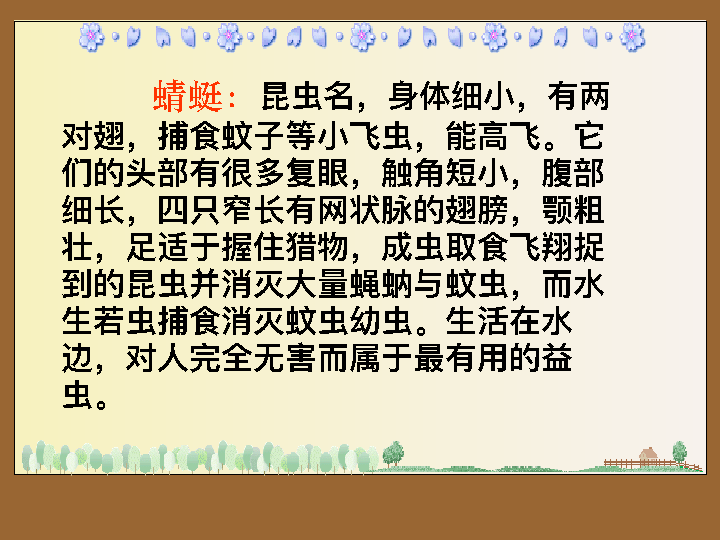 蜻蜓：昆虫名，身体细小，有两
对翅，捕食蚊子等小飞虫，能高飞。它
们的头部有很多复眼，触角短小，腹部
细长，四只窄长有网状脉的翅膀，颚粗
壮，足适于握住猎物，成虫取食飞翔捉
到的昆虫并消灭大量蝇蚋与蚊虫，而水
生若虫捕食消灭蚊虫幼虫。生活在水
边，对人完全无害而属于最有用的益
虫。